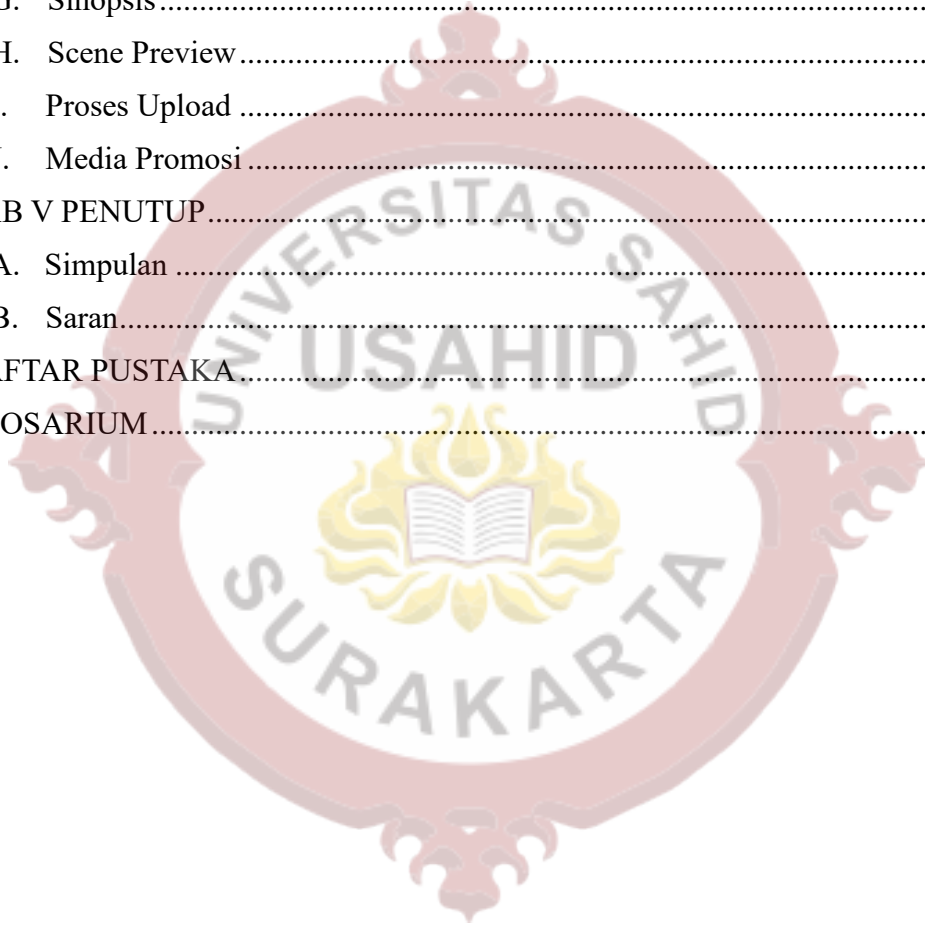 G. Sinopsis........................................................................................
H. Scene Preview........................................................................................
. Proses Upload ........................................................................................
. Media Promosi........................................................................................
AB V PENUTUP........................................................................................
A. Simpulan ........................................................................................
B. Saran........................................................................................
AFTAR PUSTAKA........................................................................................
OSARIUM........................................................................................
UNIVERSITAS SAHID
USAHID
SURAKARTA